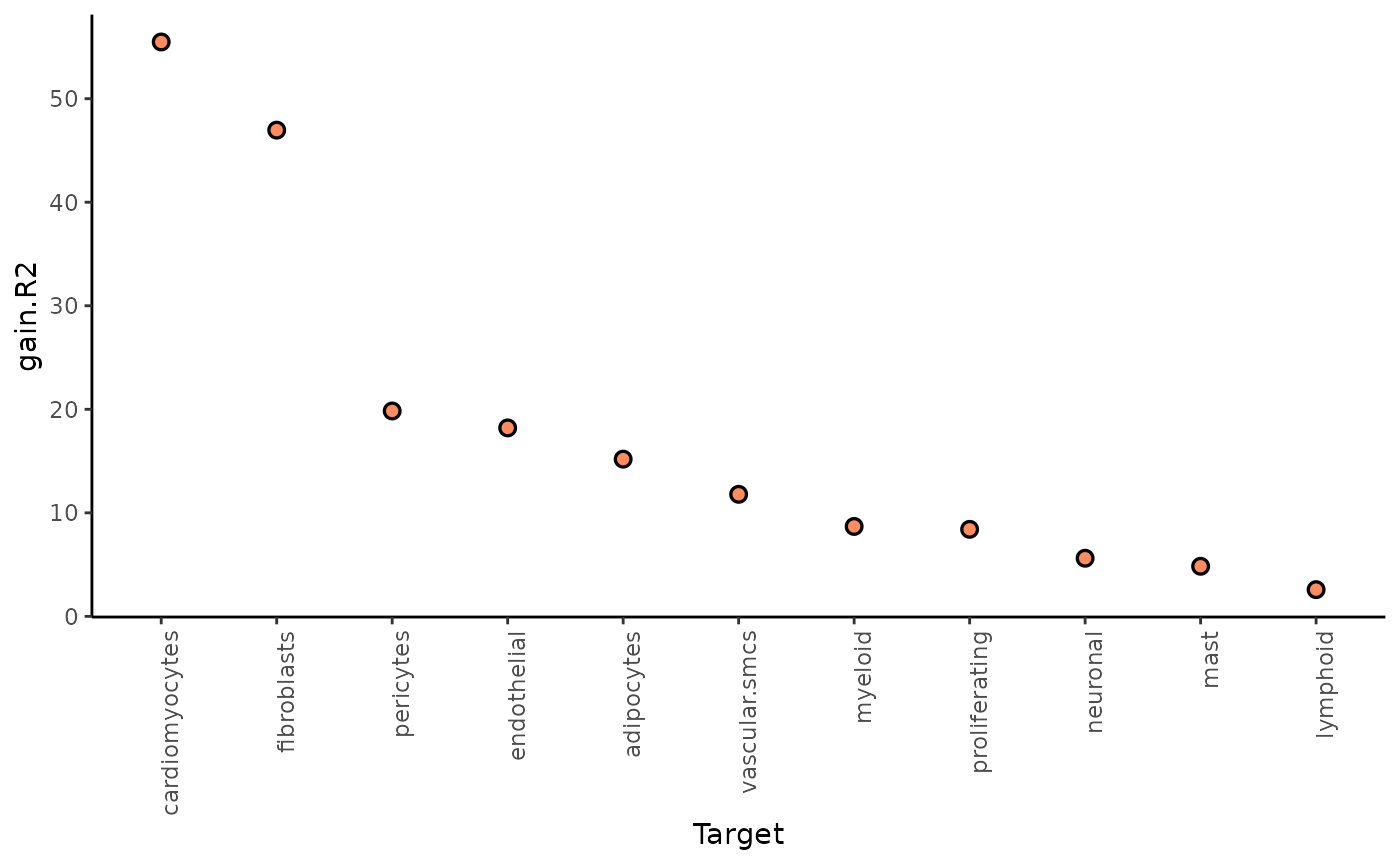 gain.R2
50
40
30
20
10
0
cardiomyocytes
fibroblasts
pericytes
endothelial
adipocytes
vascular.smcs
myeloid
proliferating
neuronal
mast
lymphoid
Target